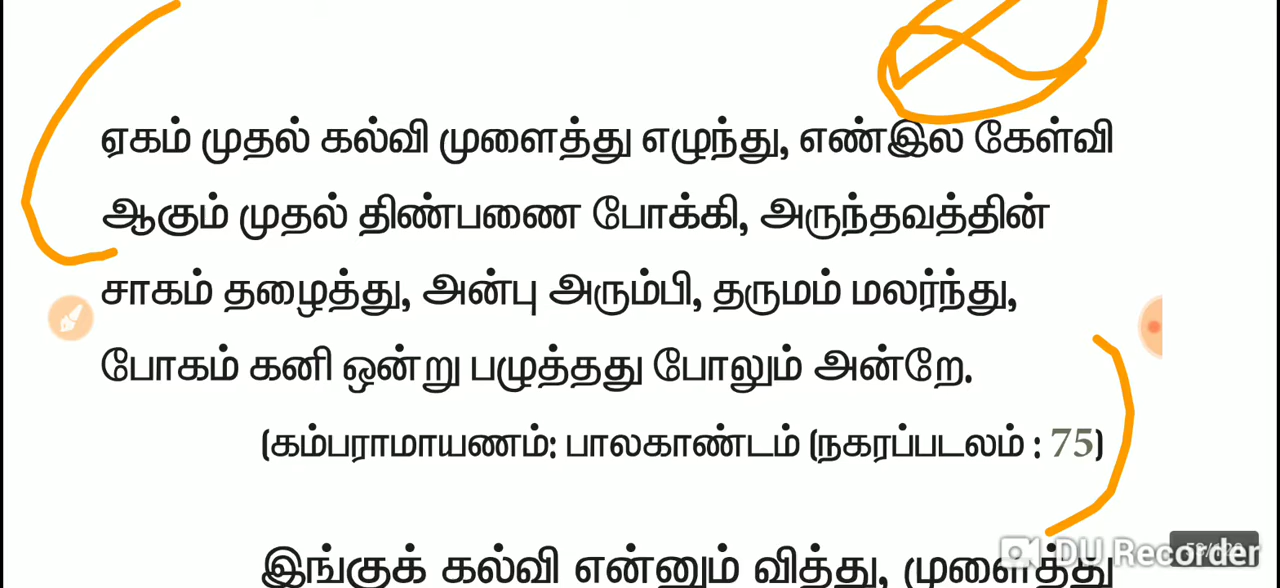 ஏகம் முதல் கல்வி முளைத்து எழுந்து, எண்இல கேள்வி
ஆகும் முதல் திண்பணை போக்கி, அருந்தவத்தின்
சாகம் தழைத்து, அன்பு அரும்பி, தருமம் மலர்ந்து,
போகம் கனி ஒன்று பழுத்தது போலும் அன்றே.
(கம்பராமாயணம்: பாலகாண்டம் (நகரப்படலம் : 75)
இங்குக் கல்வி என்னும் வித்து, முளைத்து
DU Recorder